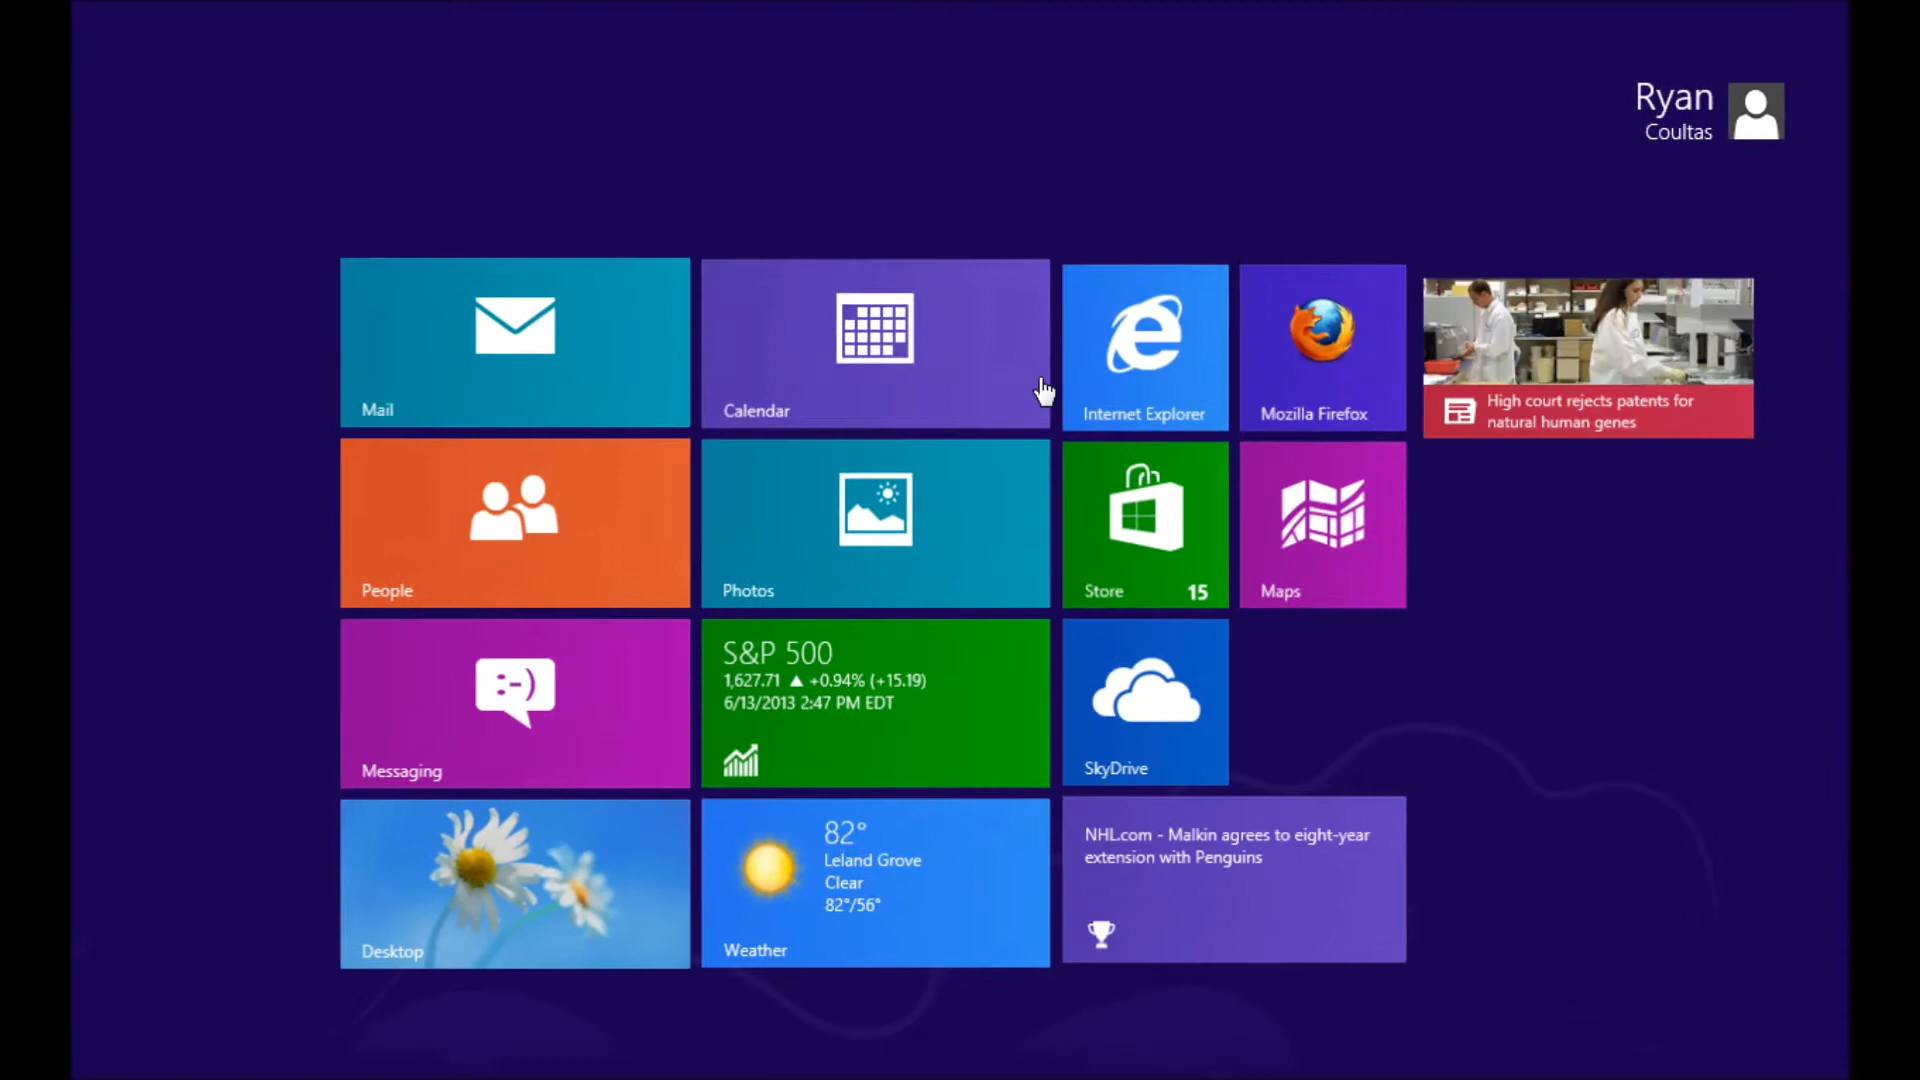 Ryan
Coultas
Mail
Calendar
Internet Explorer
Mozilla Firefox
High court rejects patents for
natural human genes
People
Photos
Store 15
Maps
:-)
Messaging
S&P 500
1,627.71 ▲ +0.94% (+15.19)
6/13/2013 2:47 PM EDT
SkyDrive
Desktop
82°
Leland Grove
Clear
82°/56°
Weather
NHL.com - Malkin agrees to eight-year
extension with Penguins